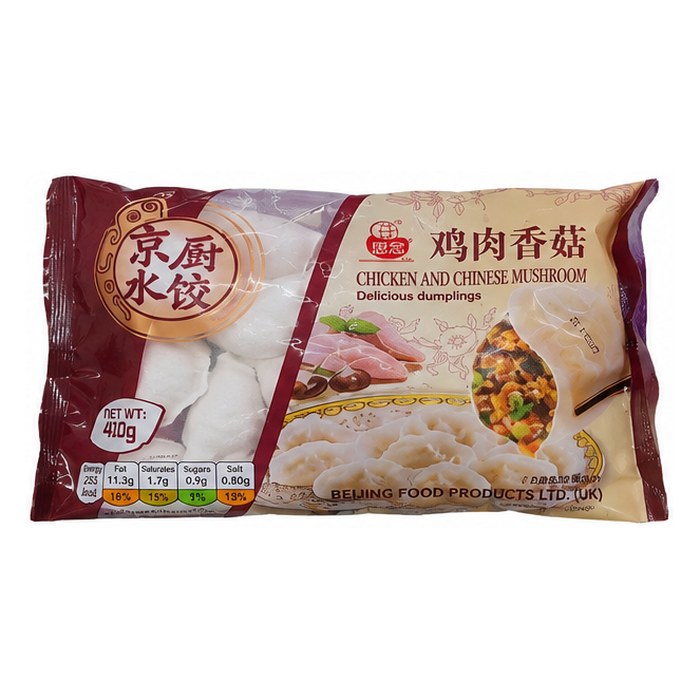 京厨
水饺
思念
鸡肉香菇
CHICKEN AND CHINESE MUSHROOM
Delicious dumplings
NET WT:
410g
Energy Fat Saturates Sugars Salt
11.3g 1.7g 0.9g 0.80g
16% 15% 13%
BEIJING FOOD PRODUCTS LTD. (UK)